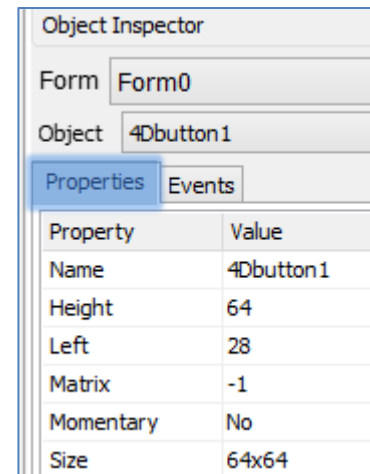 Object Inspector
Form Form0
Object 4Dbutton1
Properties Events
Property Value
Name 4Dbutton1
Height 64
Left 28
Matrix -1
Momentary No
Size 64x64